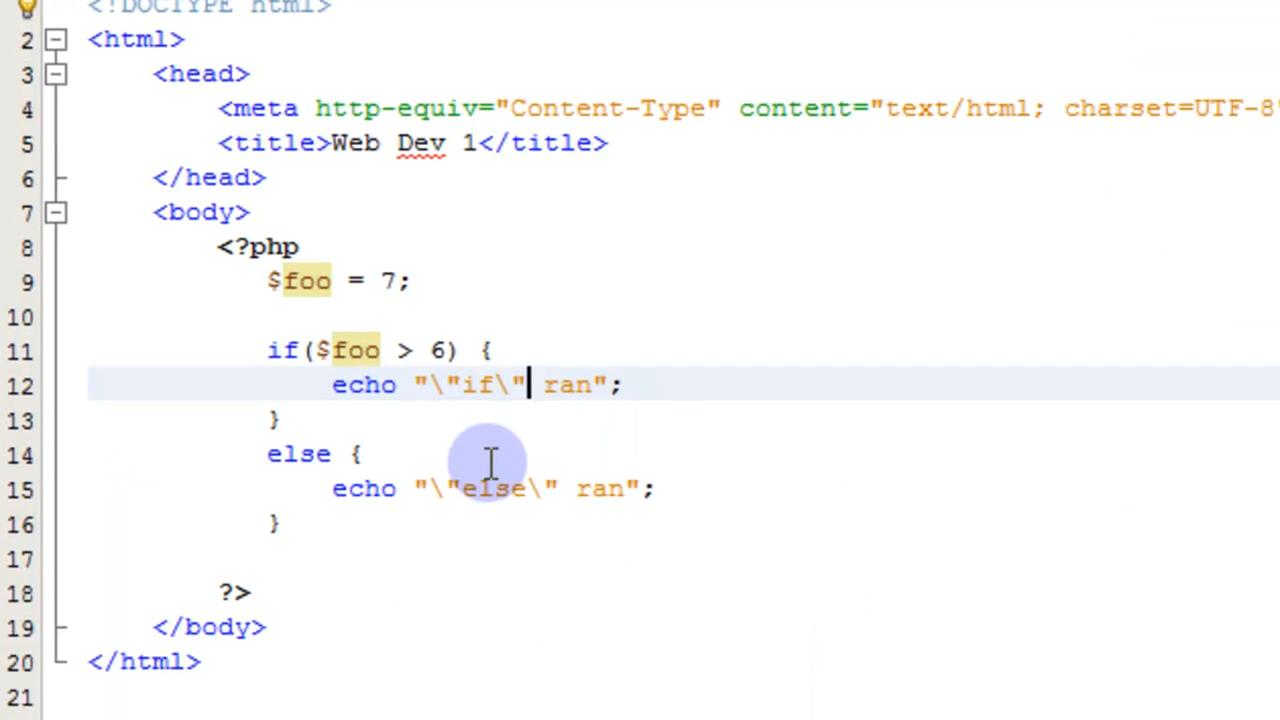 <!DOCTYPE html>
2 <html>
3 <head>
4 <meta http-equiv="Content-Type" content="text/html; charset=UTF-8"
5 <title>Web Dev 1</title>
6 </head>
7 <body>
8 <?php
9 $foo = 7;
10
11 if($foo > 6) {
12 echo "\"if\" ran";
13 }
14 else {
15 echo "\"else\" ran";
16 }
17
18 ?>
19 </body>
20 </html>
21